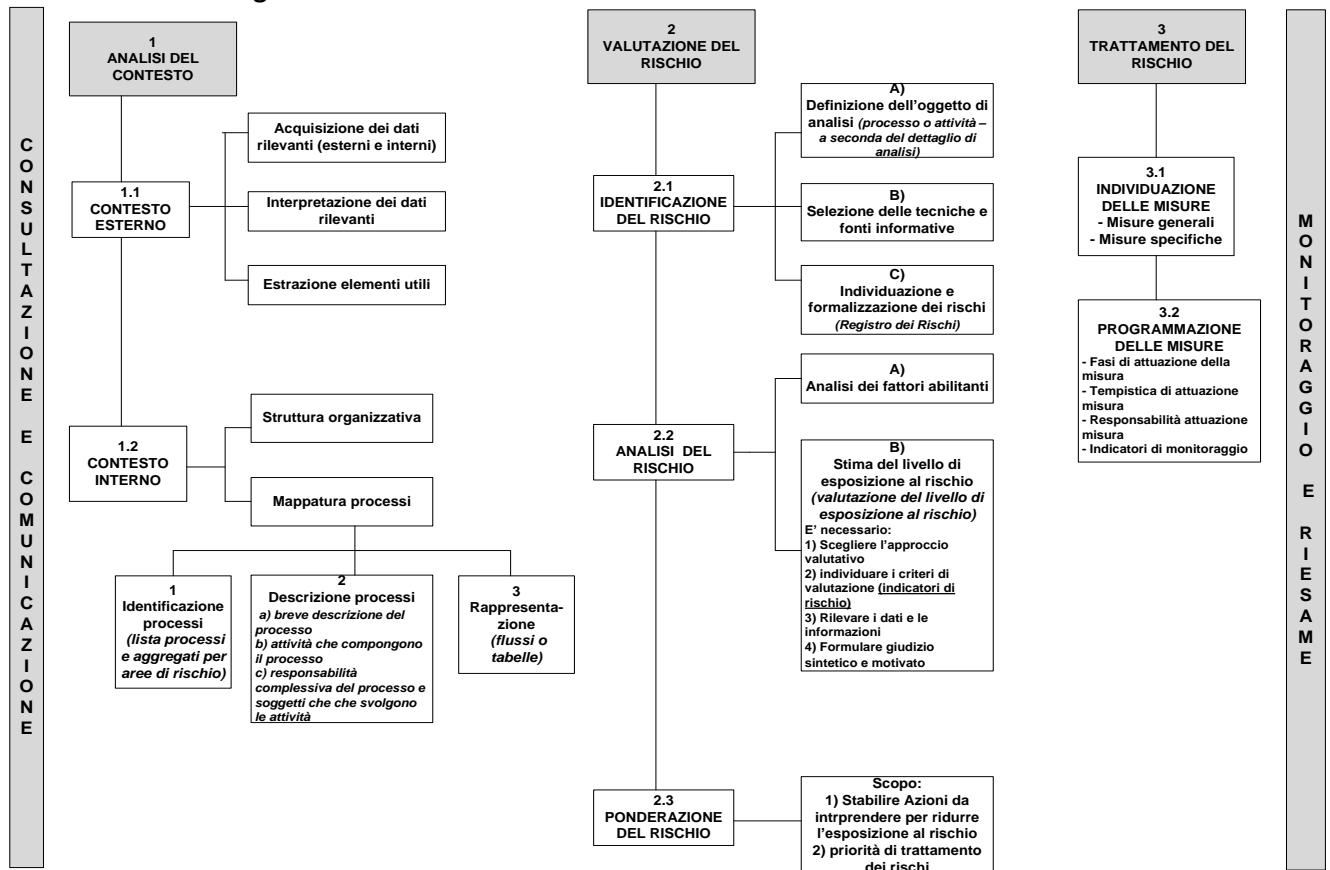 g
CONSULTAZIONE E COMUNICAZIONE
1
ANALISI DEL
CONTESTO
1.1
CONTESTO
ESTERNO
Acquisizione dei dati
rilevanti (esterni e interni)
Interpretazione dei dati
rilevanti
Estrazione elementi utili
1.2
CONTESTO
INTERNO
Struttura organizzativa
Mappatura processi
1
Identificazione
processi
(lista processi
e aggregati per
aree di rischio)
2
Descrizione processi
a) breve descrizione del
processo
b) attività che compongono
il processo
c) responsabilità
complessiva del processo e
soggetti che che svolgono
le attività
3
Rappresenta-
zione
(flussi o
tabelle)
2
VALUTAZIONE DEL
RISCHIO
2.1
IDENTIFICAZIONE
DEL RISCHIO
A)
Definizione dell'oggetto di
analisi (processo o attività –
a seconda del dettaglio di
analisi)
B)
Selezione delle tecniche e
fonti informative
C)
Individuazione e
formalizzazione dei rischi
(Registro dei Rischi)
2.2
ANALISI DEL
RISCHIO
A)
Analisi dei fattori abilitanti
B)
Stima del livello di
esposizione al rischio
(valutazione del livello di
esposizione al rischio)
E' necessario:
1) Scegliere l'approccio
valutativo
2) individuare i criteri di
valutazione (indicatori di
rischio)
3) Rilevare i dati e le
informazioni
4) Formulare giudizio
sintetico e motivato
2.3
PONDERAZIONE
DEL RISCHIO
Scopo:
1) Stabilire Azioni da
intrprendere per ridurre
l'esposizione al rischio
2) priorità di trattamento
dei rischi
3
TRATTAMENTO DEL
RISCHIO
3.1
INDIVIDUAZIONE
DELLE MISURE
- Misure generali
- Misure specifiche
3.2
PROGRAMMAZIONE
DELLE MISURE
- Fasi di attuazione della
misura
- Tempistica di attuazione
misura
- Responsabilità attuazione
misura
- Indicatori di monitoraggio
MONITORAGGIO E RIESAME